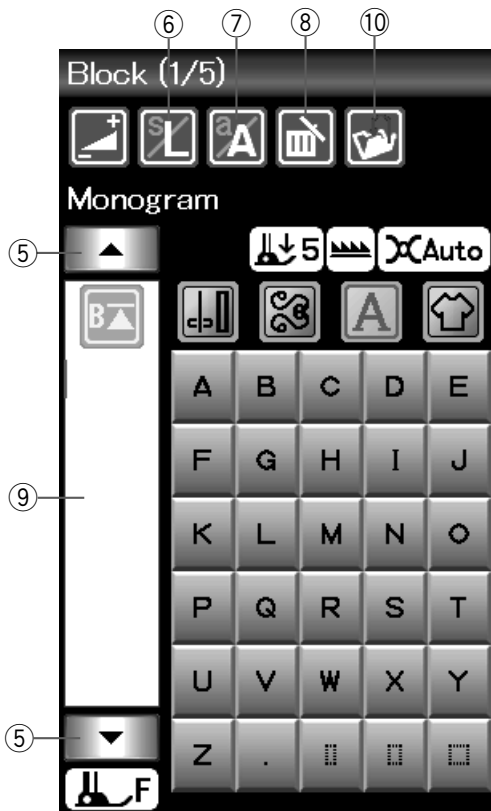 ⑥ ⑦ ⑧ ⑩
Block (1/5)
+ − S/L a/A
Monogram
⑤ ▲ 5 Auto
B A
A B C D E
F G H I J
⑨
K L M N O
P Q R S T
U V W X Y
⑤ ▼
Z .
F